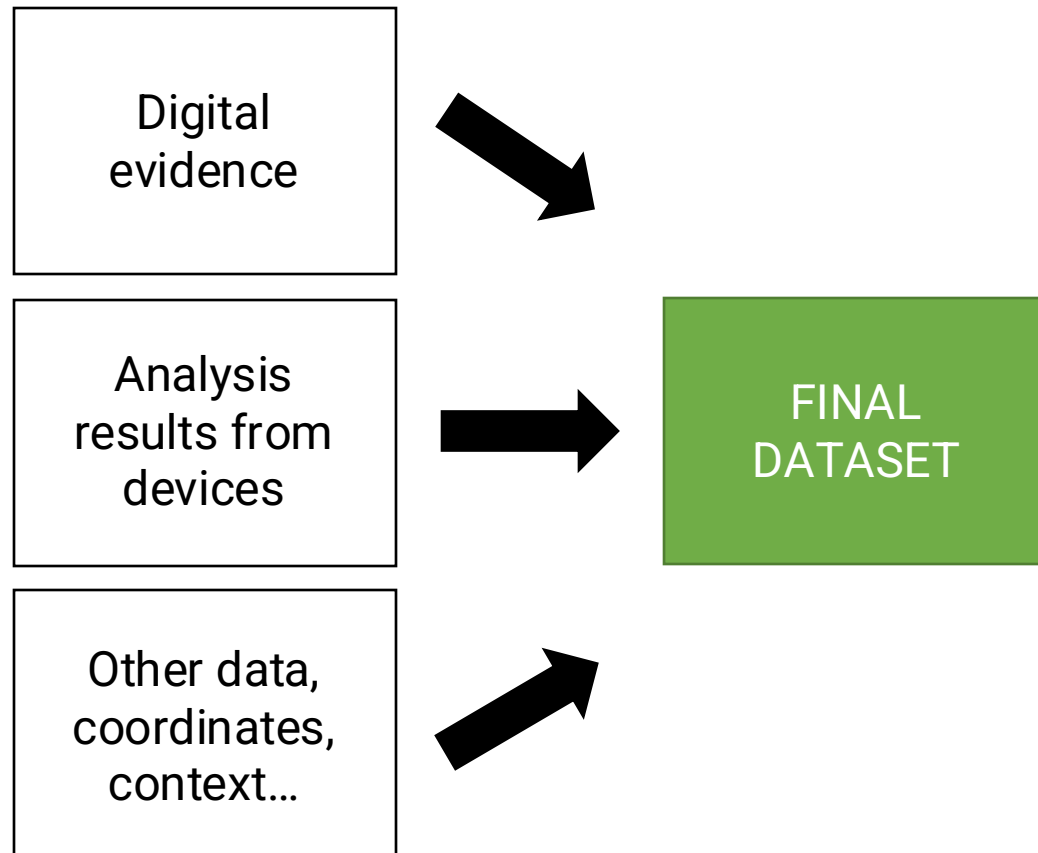 Digital
evidence
Analysis
results from
devices
Other data,
coordinates,
context…
FINAL
DATASET